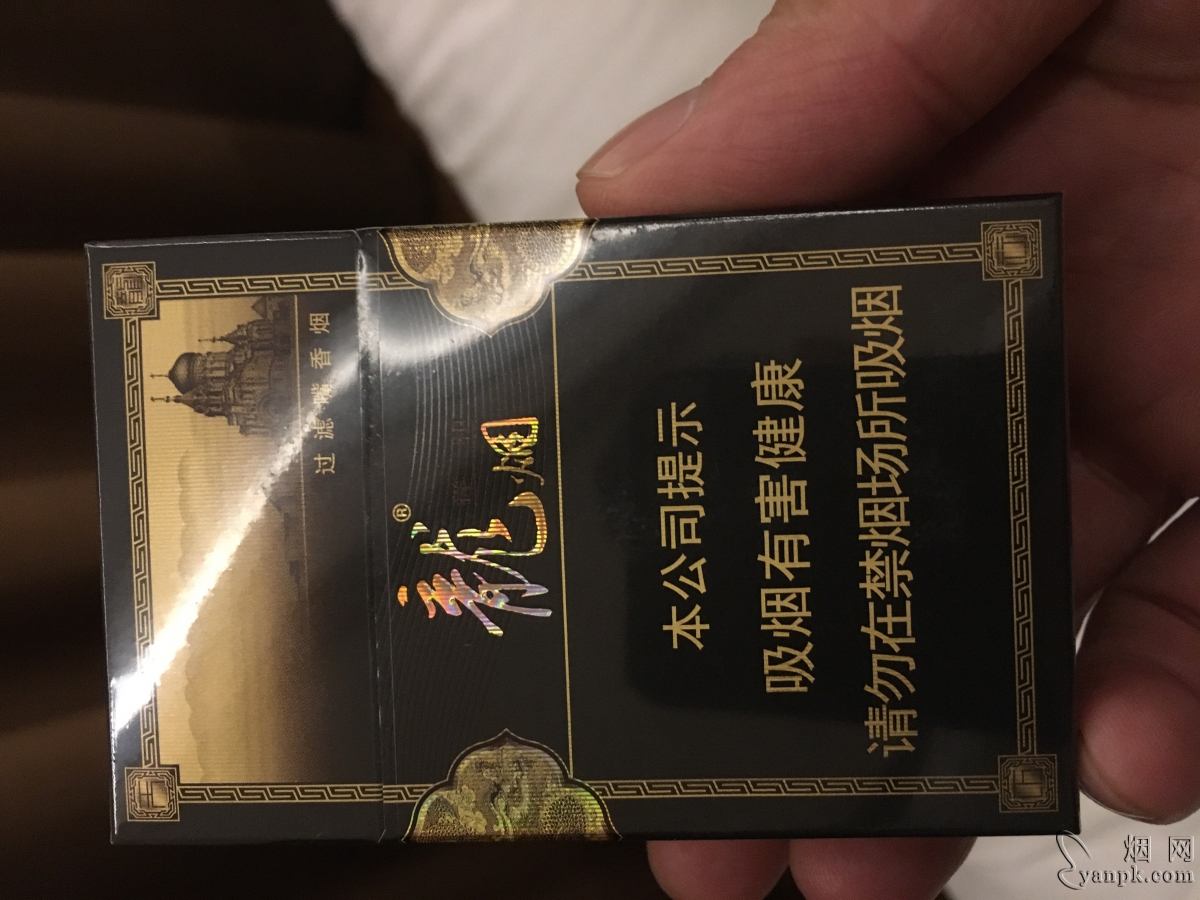 过滤嘴香烟
龍烟
®
本公司提示
吸烟有害健康
请勿在禁烟场所吸烟
烟网
yanpk.com